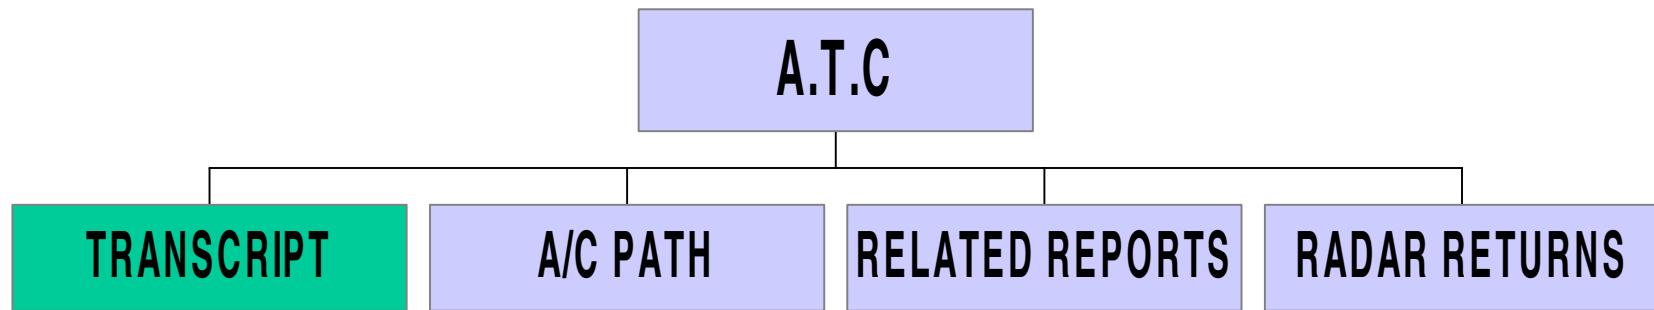 A.T.C
TRANSCRIPT
A/C PATH
RELATED REPORTS
RADAR RETURNS